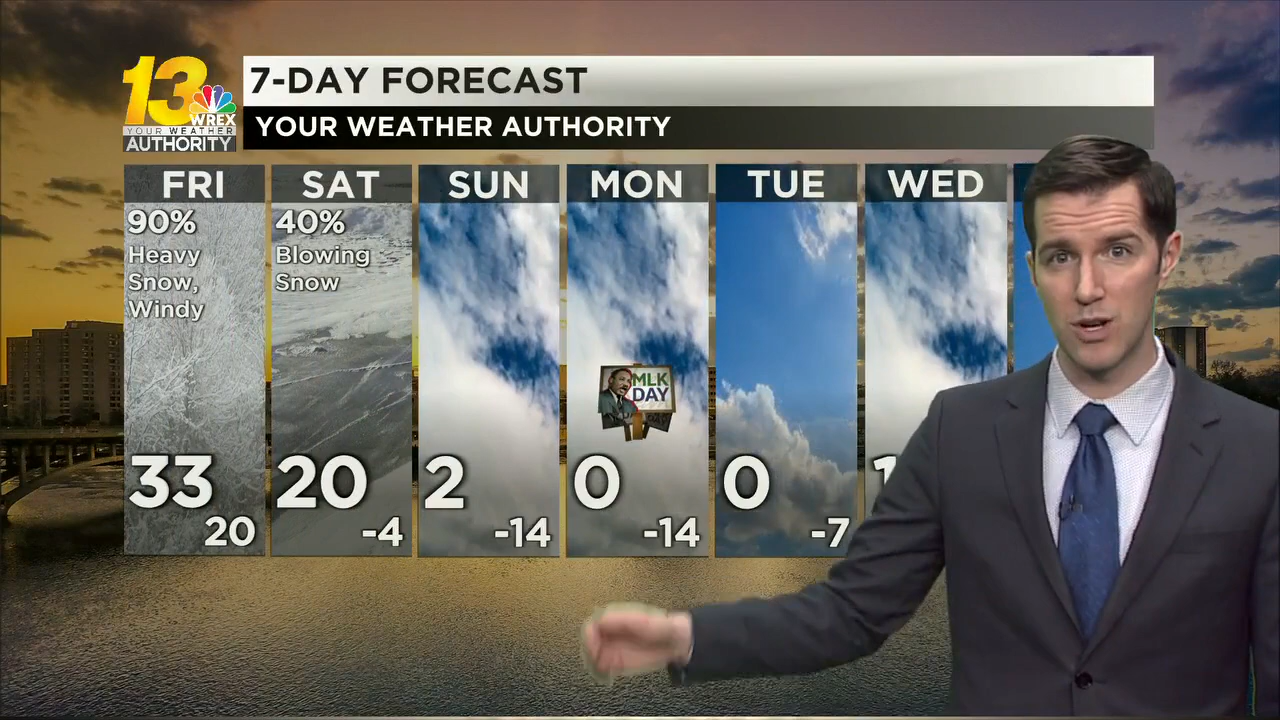 13
WREX
YOUR WEATHER
AUTHORITY
7-DAY FORECAST
YOUR WEATHER AUTHORITY
FRI
90%
Heavy
Snow,
Windy
33
20
SAT
40%
Blowing
Snow
20
-4
SUN
2
-14
MON
MLK
DAY
0
-14
TUE
0
-7
WED